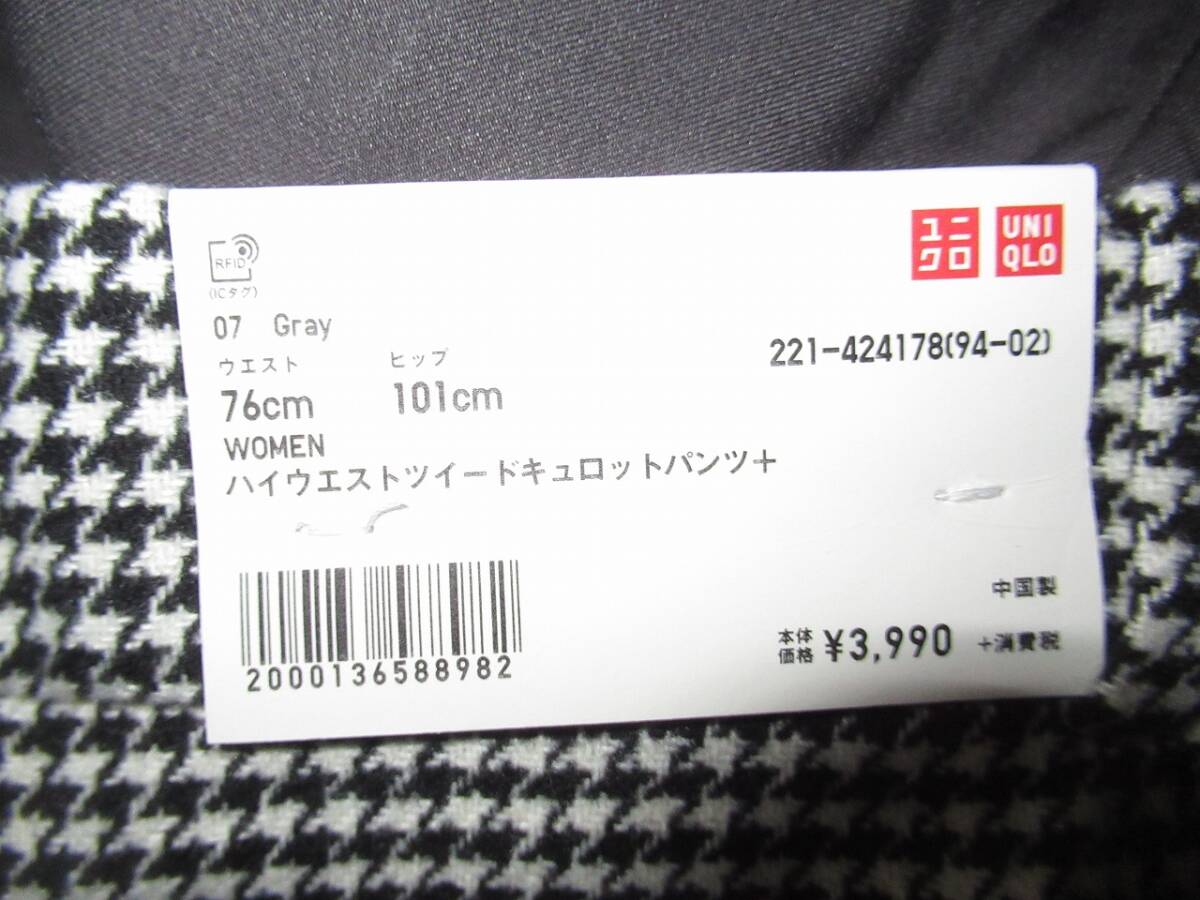 ユニ UNI
クロ QLO
RFID
(ICタグ)
07 Gray
221-424178(94-02)
ウエスト ヒップ
76cm 101cm
WOMEN
ハイウエストツイードキュロットパンツ+
中国製
本体
価格 ¥3,990 +消費税
2000136588982